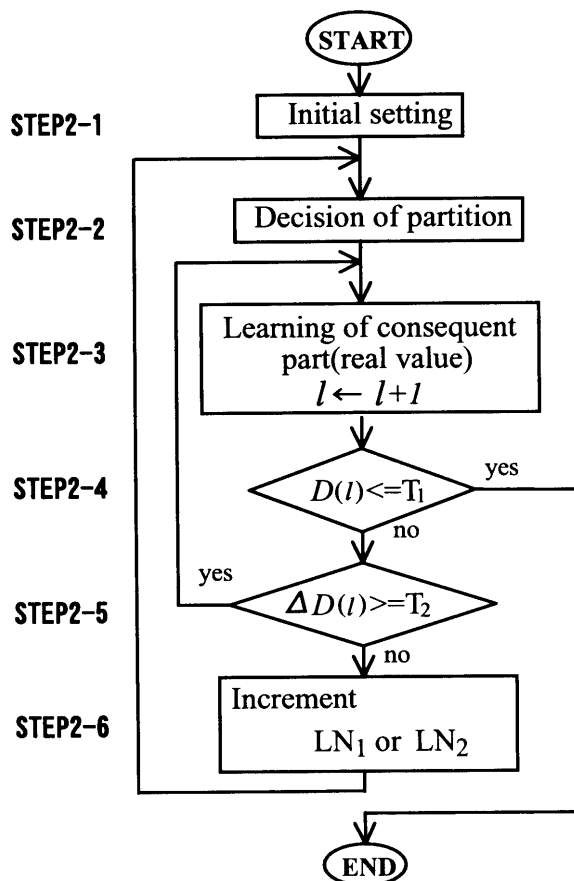 START
STEP2-1
Initial setting
STEP2-2
Decision of partition
STEP2-3
Learning of consequent
part(real value)
l ← l+1
STEP2-4
D(l)<=T₁
yes
no
yes
STEP2-5
ΔD(l)>=T₂
no
STEP2-6
Increment
LN₁ or LN₂
END